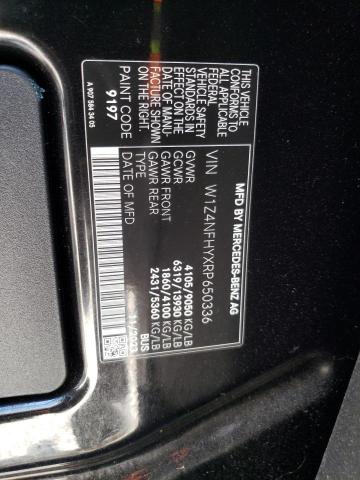 MFD BY MERCEDES-BENZ AG
VIN W1Z4NFHYXRP650336
GVWR 4105/9050 KG/LB
GCWR 6319/13930 KG/LB
GAWR FRONT 1860/4100 KG/LB
GAWR REAR 2431/5360 KG/LB
TYPE BUS
11/2023
THIS VEHICLE
CONFORMS TO ALL APPLICABLE
FEDERAL MOTOR
VEHICLE SAFETY
STANDARDS IN
EFFECT ON THE
DATE OF MANU-
FACTURE SHOWN
ON THE RIGHT.
PAINT CODE
9197
A 907 584 34 05